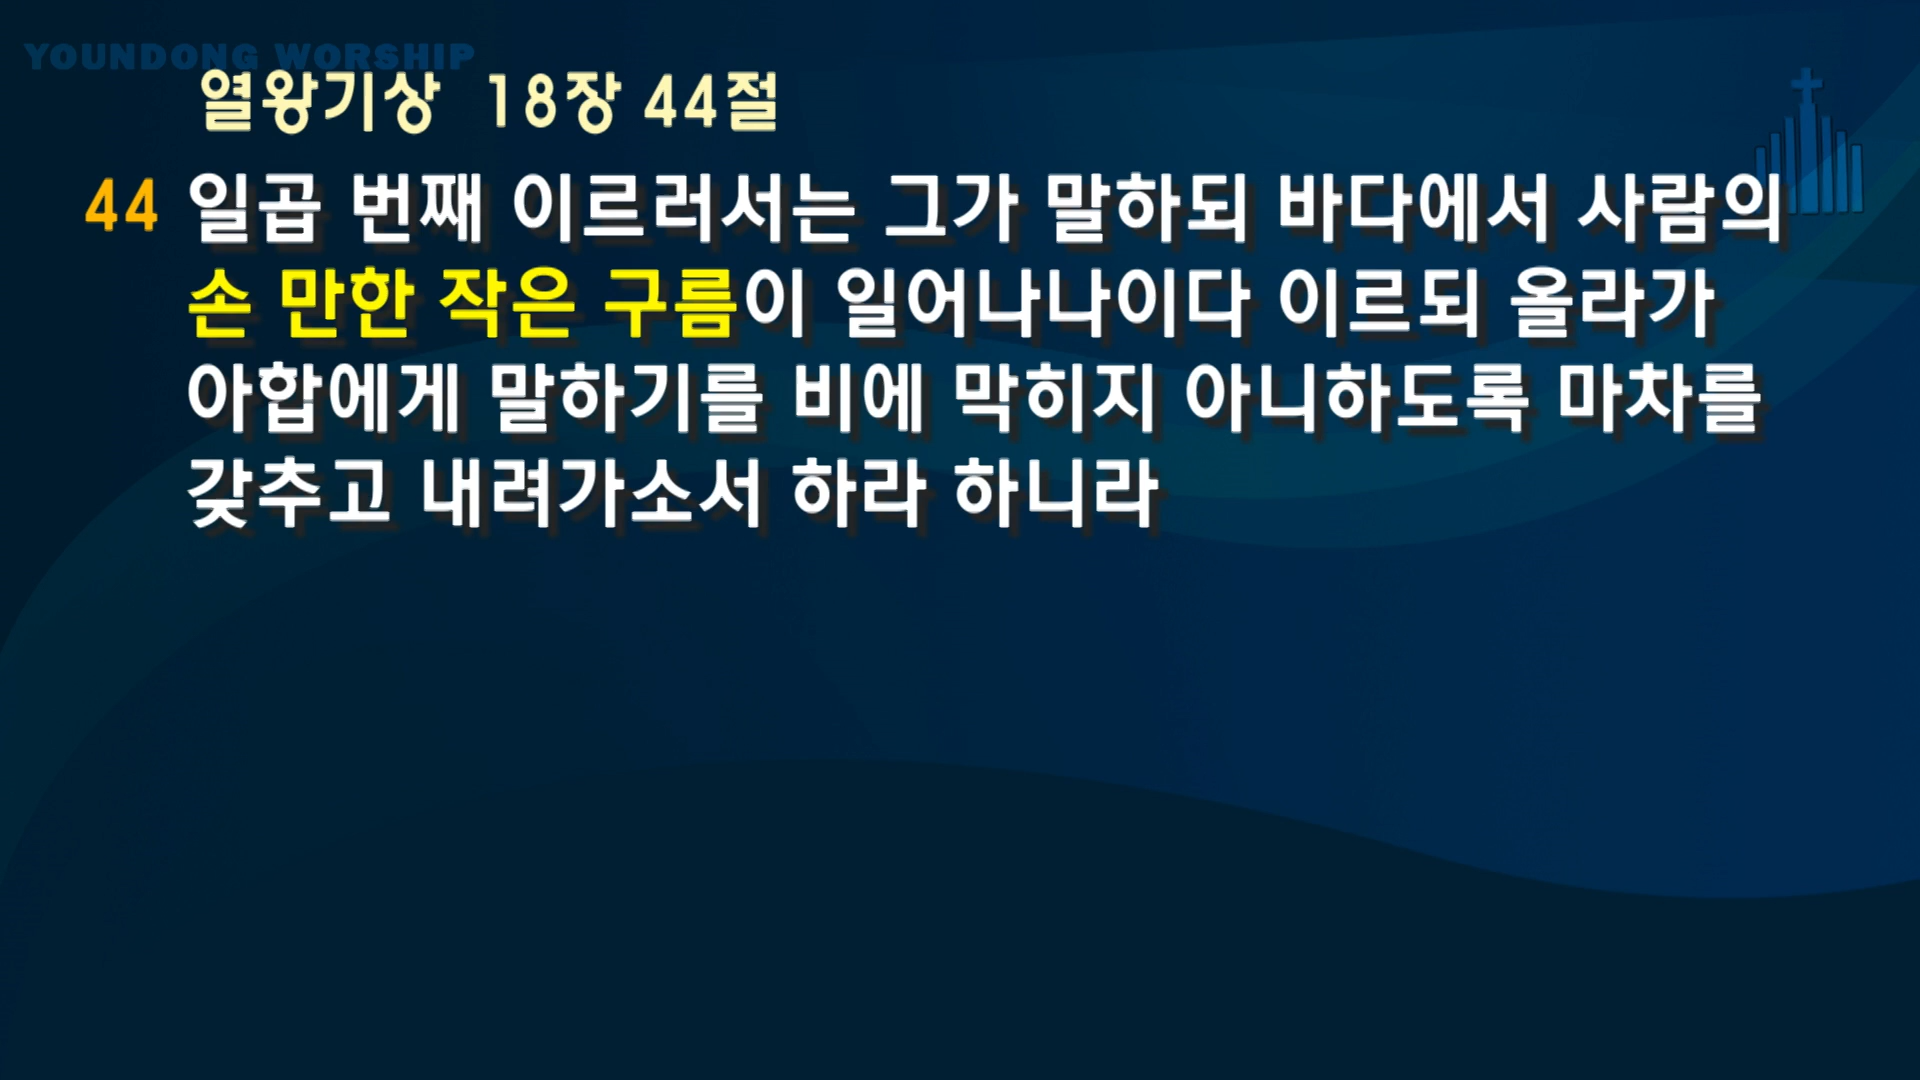 YOUNDONG WORSHIP
열왕기상 18장 44절
44 일곱 번째 이르러서는 그가 말하되 바다에서 사람의
손 만한 작은 구름이 일어나나이다 이르되 올라가
아합에게 말하기를 비에 막히지 아니하도록 마차를
갖추고 내려가소서 하라 하니라